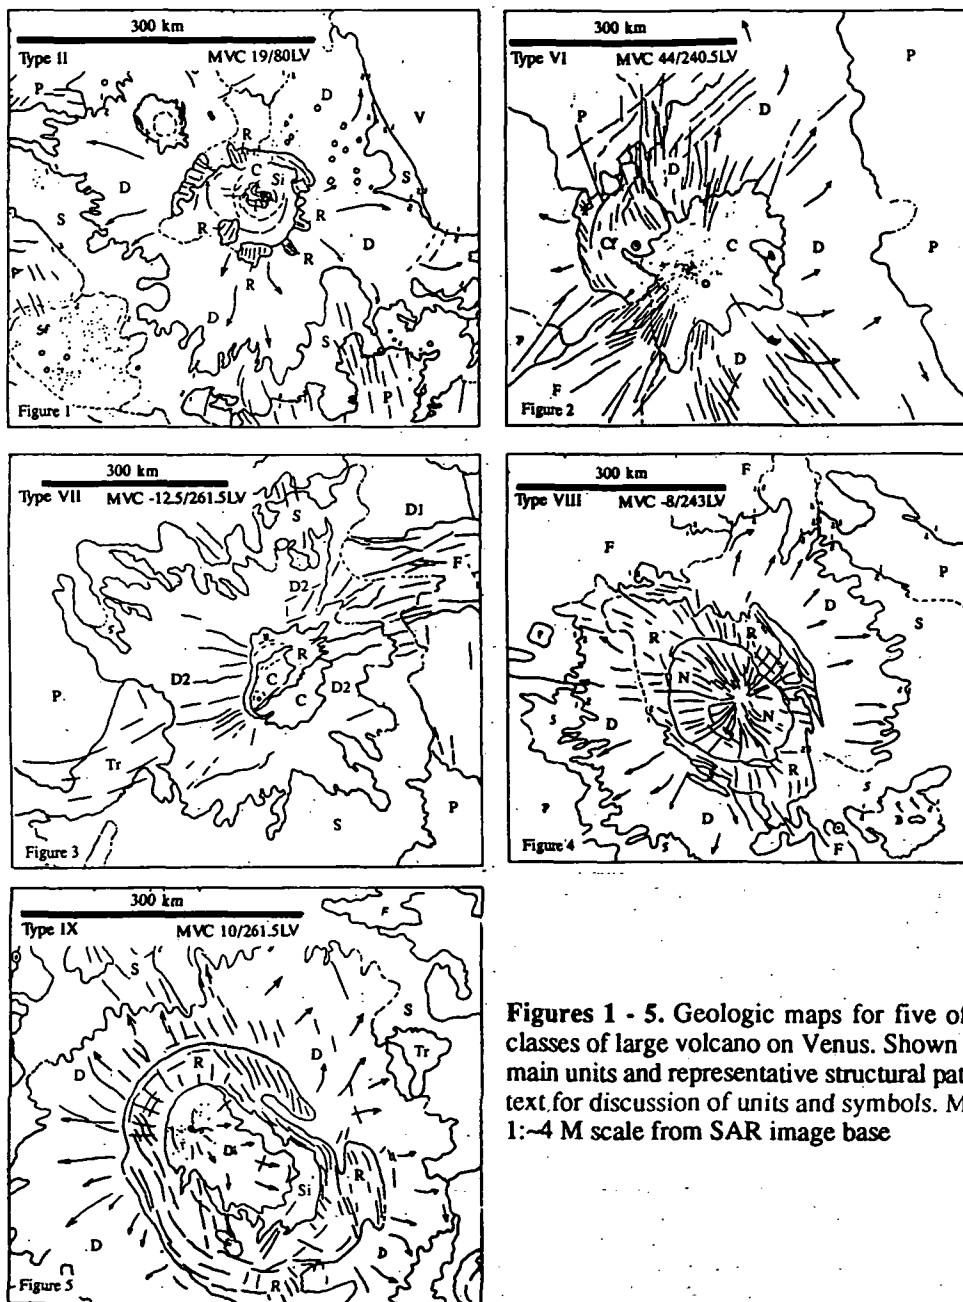 300 km
Type II MVC 19/80LV
P
D
V
R
C
Si
S
S
D
S
R
R
D
R
P
R
Sf
D
S
P
Figure 1
300 km
Type VI MVC 44/240.5LV
P
D
P
D
Cf
C
D
P
P
D
F
Figure 2
300 km
Type VII MVC -12.5/261.5LV
S
D1
D2
F
S
R
C
D2
D2
C
P
Tr
S
P
Figure 3
300 km
Type VIII MVC -8/243LV
F
F
P
D
S
R
R
P
N
N
S
D
R
P
D
S
S
F
Figure 4
300 km
Type IX MVC 10/261.5LV
F
S
S
D
R
D
Tr
Di
R
Si
D
D
R
Figure 5
Figures 1 - 5. Geologic maps for five of
classes of large volcano on Venus. Shown
main units and representative structural pat
text for discussion of units and symbols. M
1:~4 M scale from SAR image base